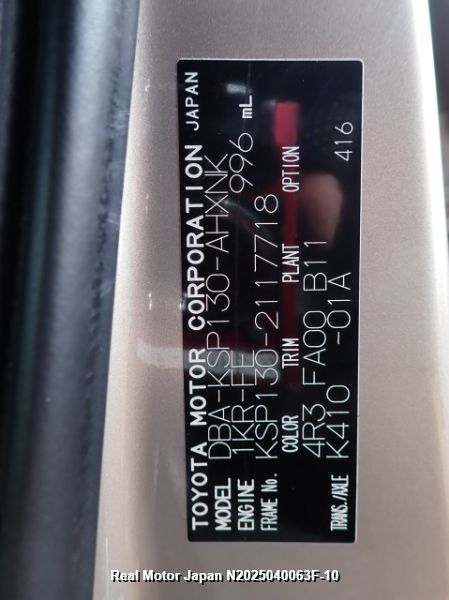 TOYOTA MOTOR CORPORATION JAPAN
MODEL DBA-KSP130-AHXNK
ENGINE 1KR-FE 996 mL
FRAME No. KSP130-2117718
COLOR TRIM PLANT OPTION
4R3 FA00 B11 416
TRANS./AXLE K410 -01A
Real Motor Japan N2025040063F-10